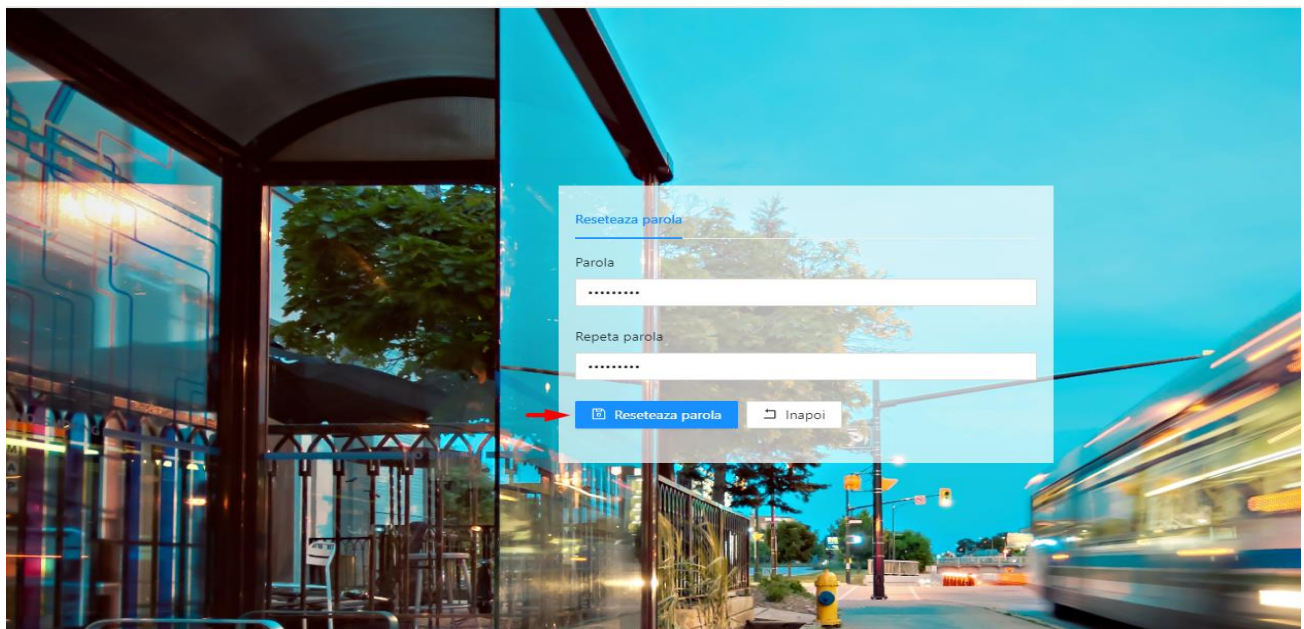 Reseteaza parola
Parola
•••••••••
Repeta parola
•••••••••
Reseteaza parola Inapoi